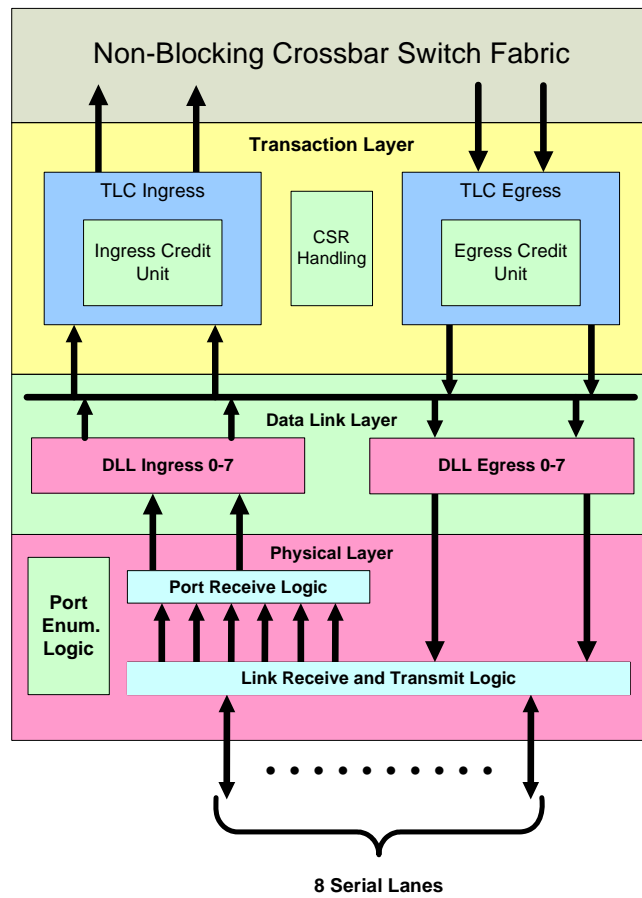 Non-Blocking Crossbar Switch Fabric
Transaction Layer
TLC Ingress
Ingress Credit
Unit
CSR
Handling
TLC Egress
Egress Credit
Unit
Data Link Layer
DLL Ingress 0-7
DLL Egress 0-7
Physical Layer
Port
Enum.
Logic
Port Receive Logic
Link Receive and Transmit Logic
8 Serial Lanes